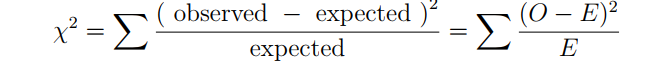 χ² = ∑ ( observed − expected )² / expected = ∑ (O − E)² / E